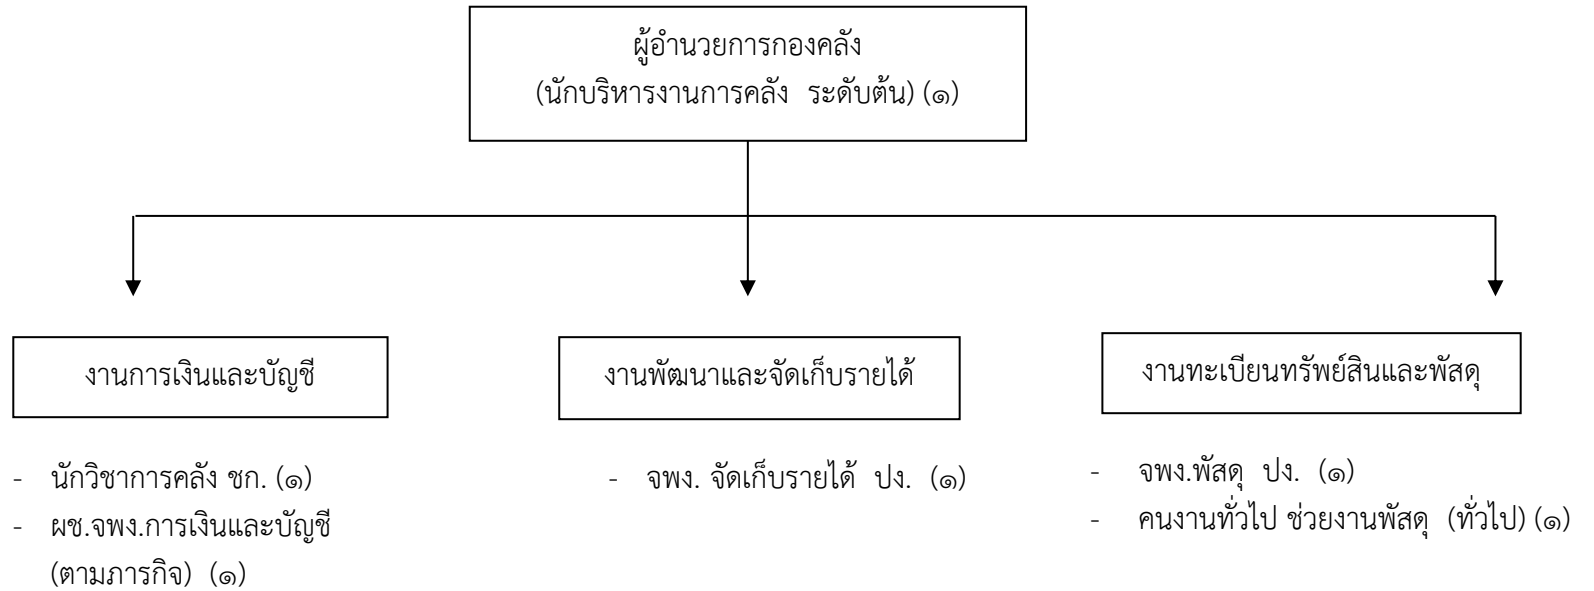 ผู้อำนวยการกองคลัง
(นักบริหารงานการคลัง ระดับต้น) (๑)
งานการเงินและบัญชี
- นักวิชาการคลัง ชก. (๑)
- ผช.จพง.การเงินและบัญชี
(ตามภารกิจ) (๑)
งานพัฒนาและจัดเก็บรายได้
- จพง. จัดเก็บรายได้ ปง. (๑)
งานทะเบียนทรัพย์สินและพัสดุ
- จพง.พัสดุ ปง. (๑)
- คนงานทั่วไป ช่วยงานพัสดุ (ทั่วไป) (๑)